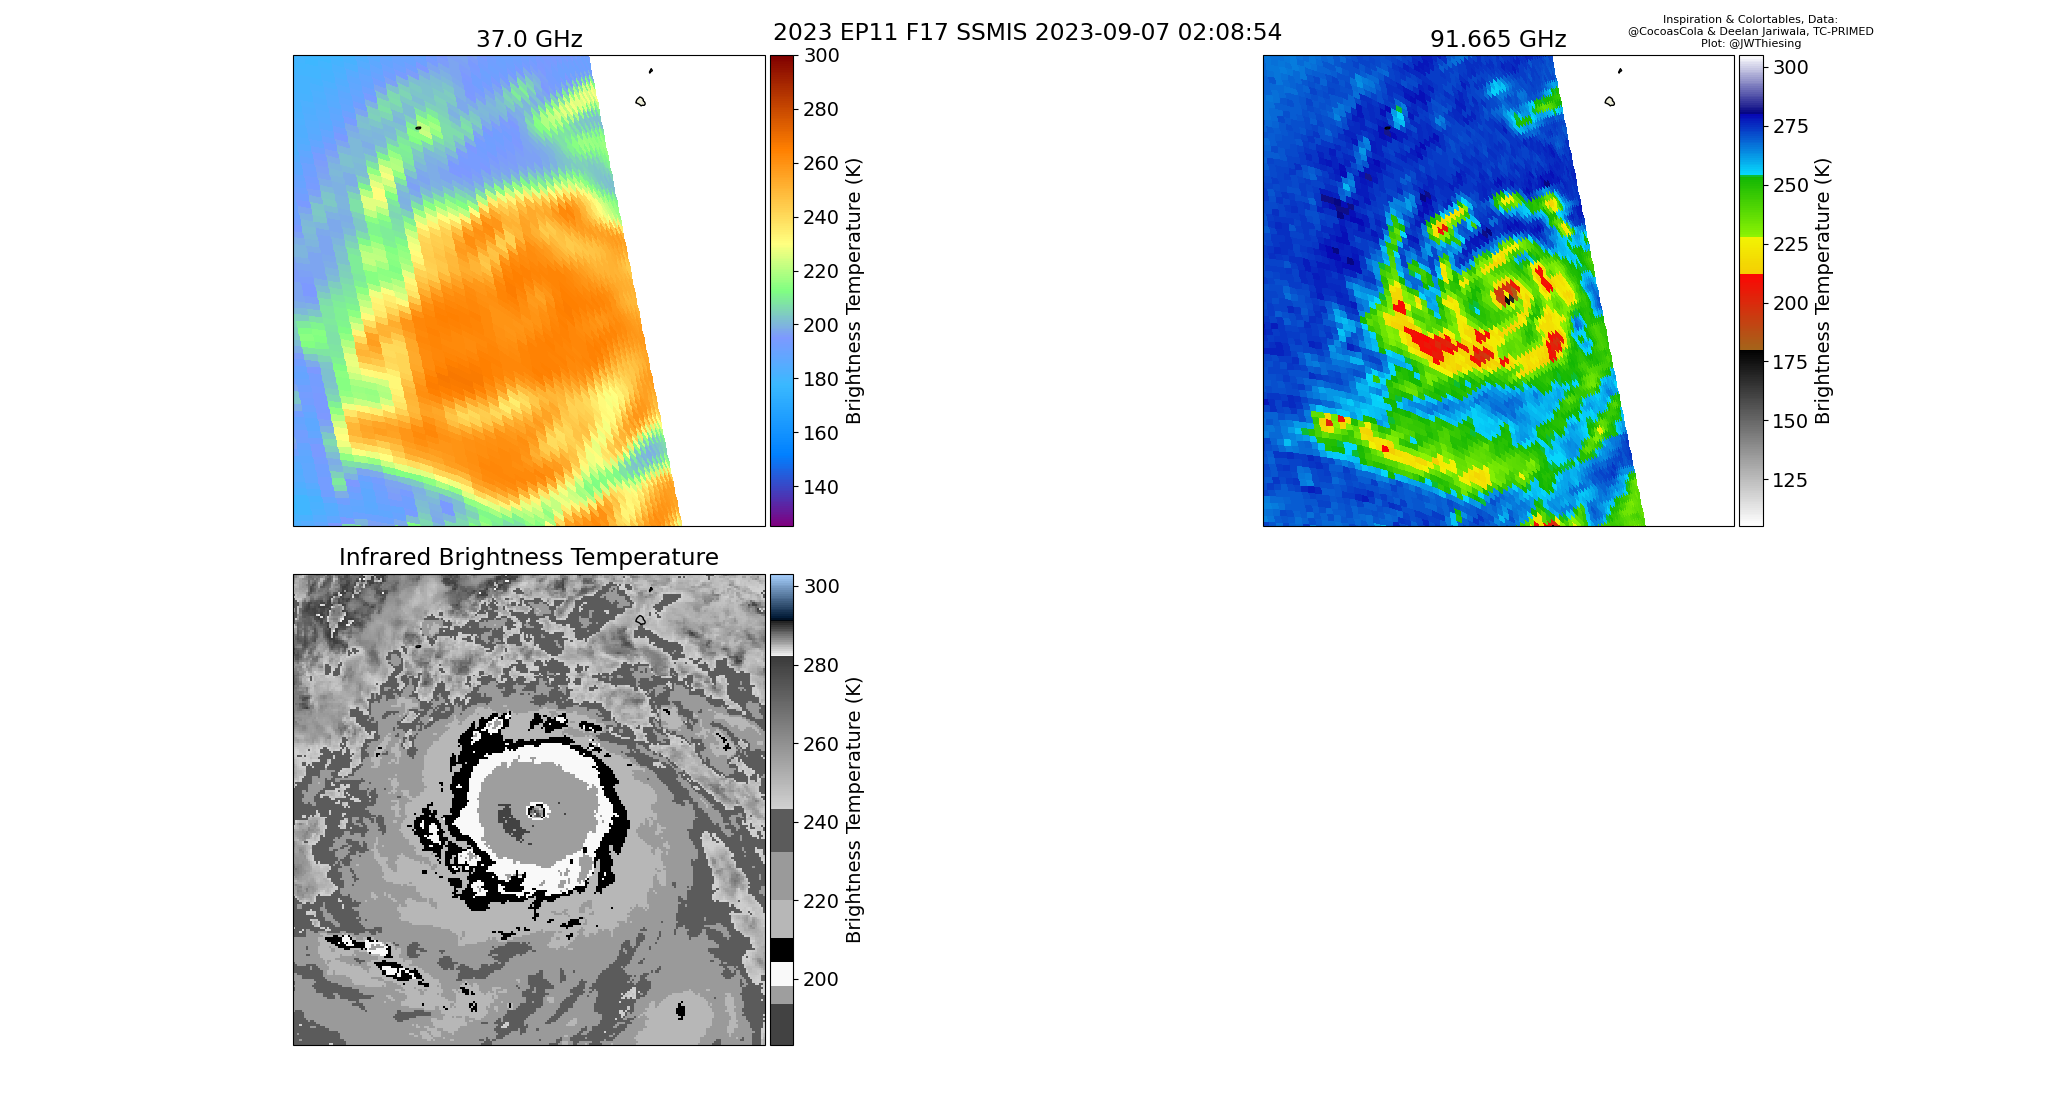 2023 EP11 F17 SSMIS 2023-09-07 02:08:54
Inspiration & Colortables, Data:
@CocoasCola & Deelan Jariwala, TC-PRIMED
Plot: @JWThiesing
37.0 GHz
300
280
260
240
220
200
180
160
140
Brightness Temperature (K)
91.665 GHz
300
275
250
225
200
175
150
125
Brightness Temperature (K)
Infrared Brightness Temperature
300
280
260
240
220
200
Brightness Temperature (K)